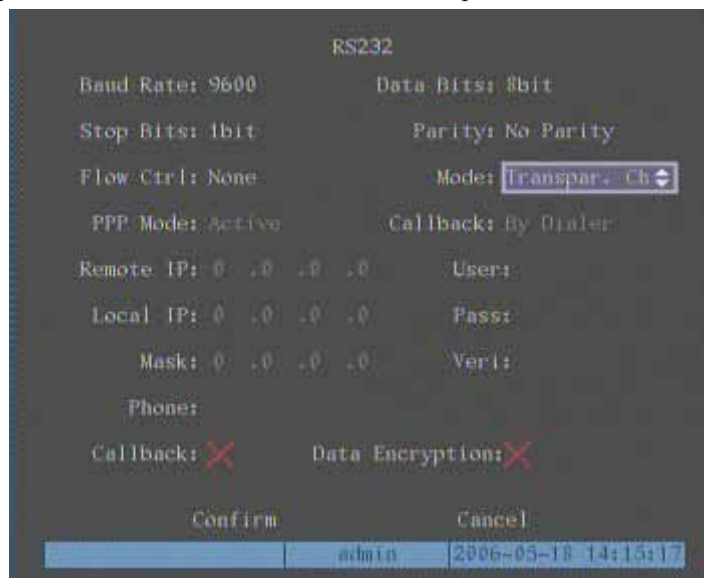 RS232
Baud Rate: 9600 Data Bits: 8bit
Stop Bits: 1bit Parity: No Parity
Flow Ctrl: None Mode: Transpar. Ch
PPP Mode: Active Callback: By Dialer
Remote IP: 0 .0 .0 .0 User:
Local IP: 0 .0 .0 .0 Pass:
Mask: 0 .0 .0 .0 Veri:
Phone:
Callback: Data Encryption:
Confirm Cancel
admin 2006-05-18 14:15:17